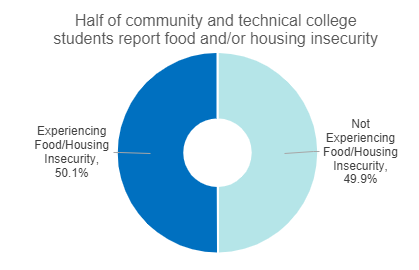 Half of community and technical college
students report food and/or housing insecurity
Experiencing
Food/Housing
Insecurity,
50.1%
Not
Experiencing
Food/Housing
Insecurity,
49.9%